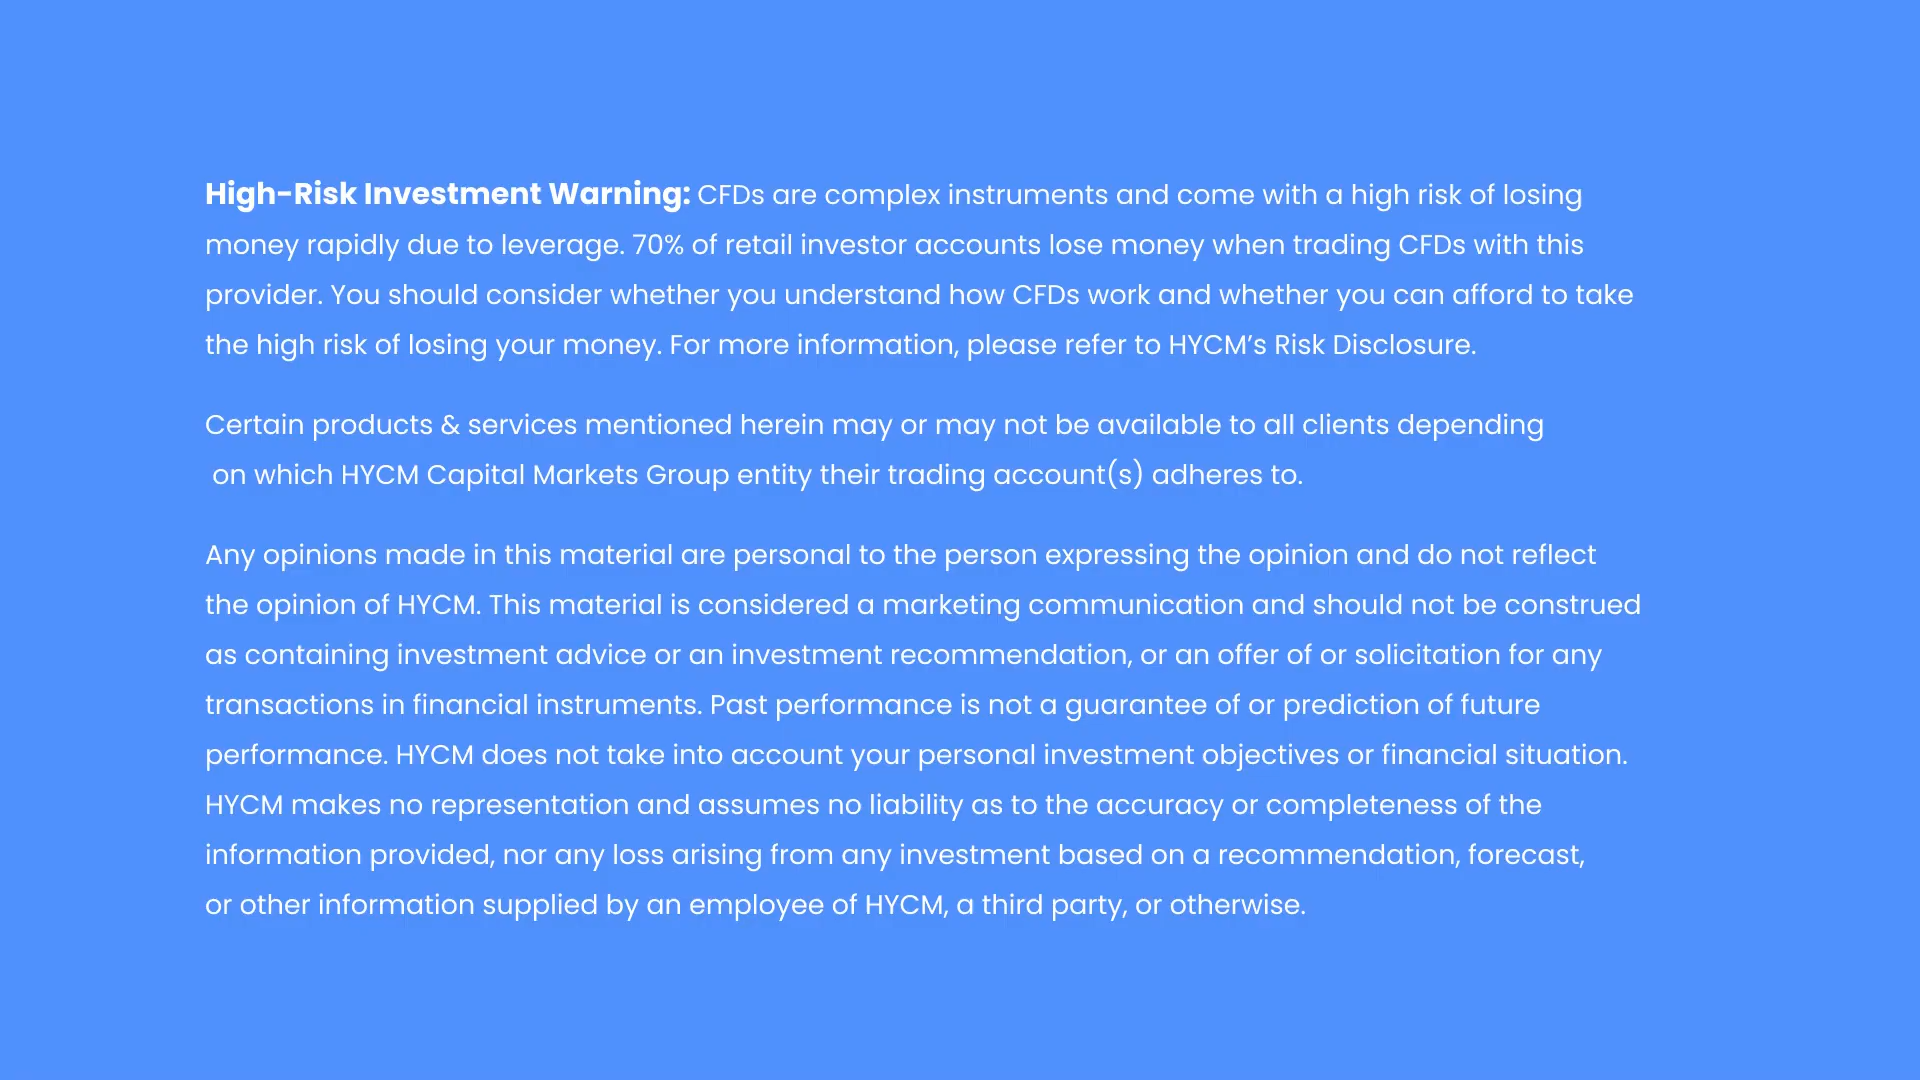 High-Risk Investment Warning: CFDs are complex instruments and come with a high risk of losing
money rapidly due to leverage. 70% of retail investor accounts lose money when trading CFDs with this
provider. You should consider whether you understand how CFDs work and whether you can afford to take
the high risk of losing your money. For more information, please refer to HYCM’s Risk Disclosure.
Certain products & services mentioned herein may or may not be available to all clients depending
on which HYCM Capital Markets Group entity their trading account(s) adheres to.
Any opinions made in this material are personal to the person expressing the opinion and do not reflect
the opinion of HYCM. This material is considered a marketing communication and should not be construed
as containing investment advice or an investment recommendation, or an offer of or solicitation for any
transactions in financial instruments. Past performance is not a guarantee of or prediction of future
performance. HYCM does not take into account your personal investment objectives or financial situation.
HYCM makes no representation and assumes no liability as to the accuracy or completeness of the
information provided, nor any loss arising from any investment based on a recommendation, forecast,
or other information supplied by an employee of HYCM, a third party, or otherwise.